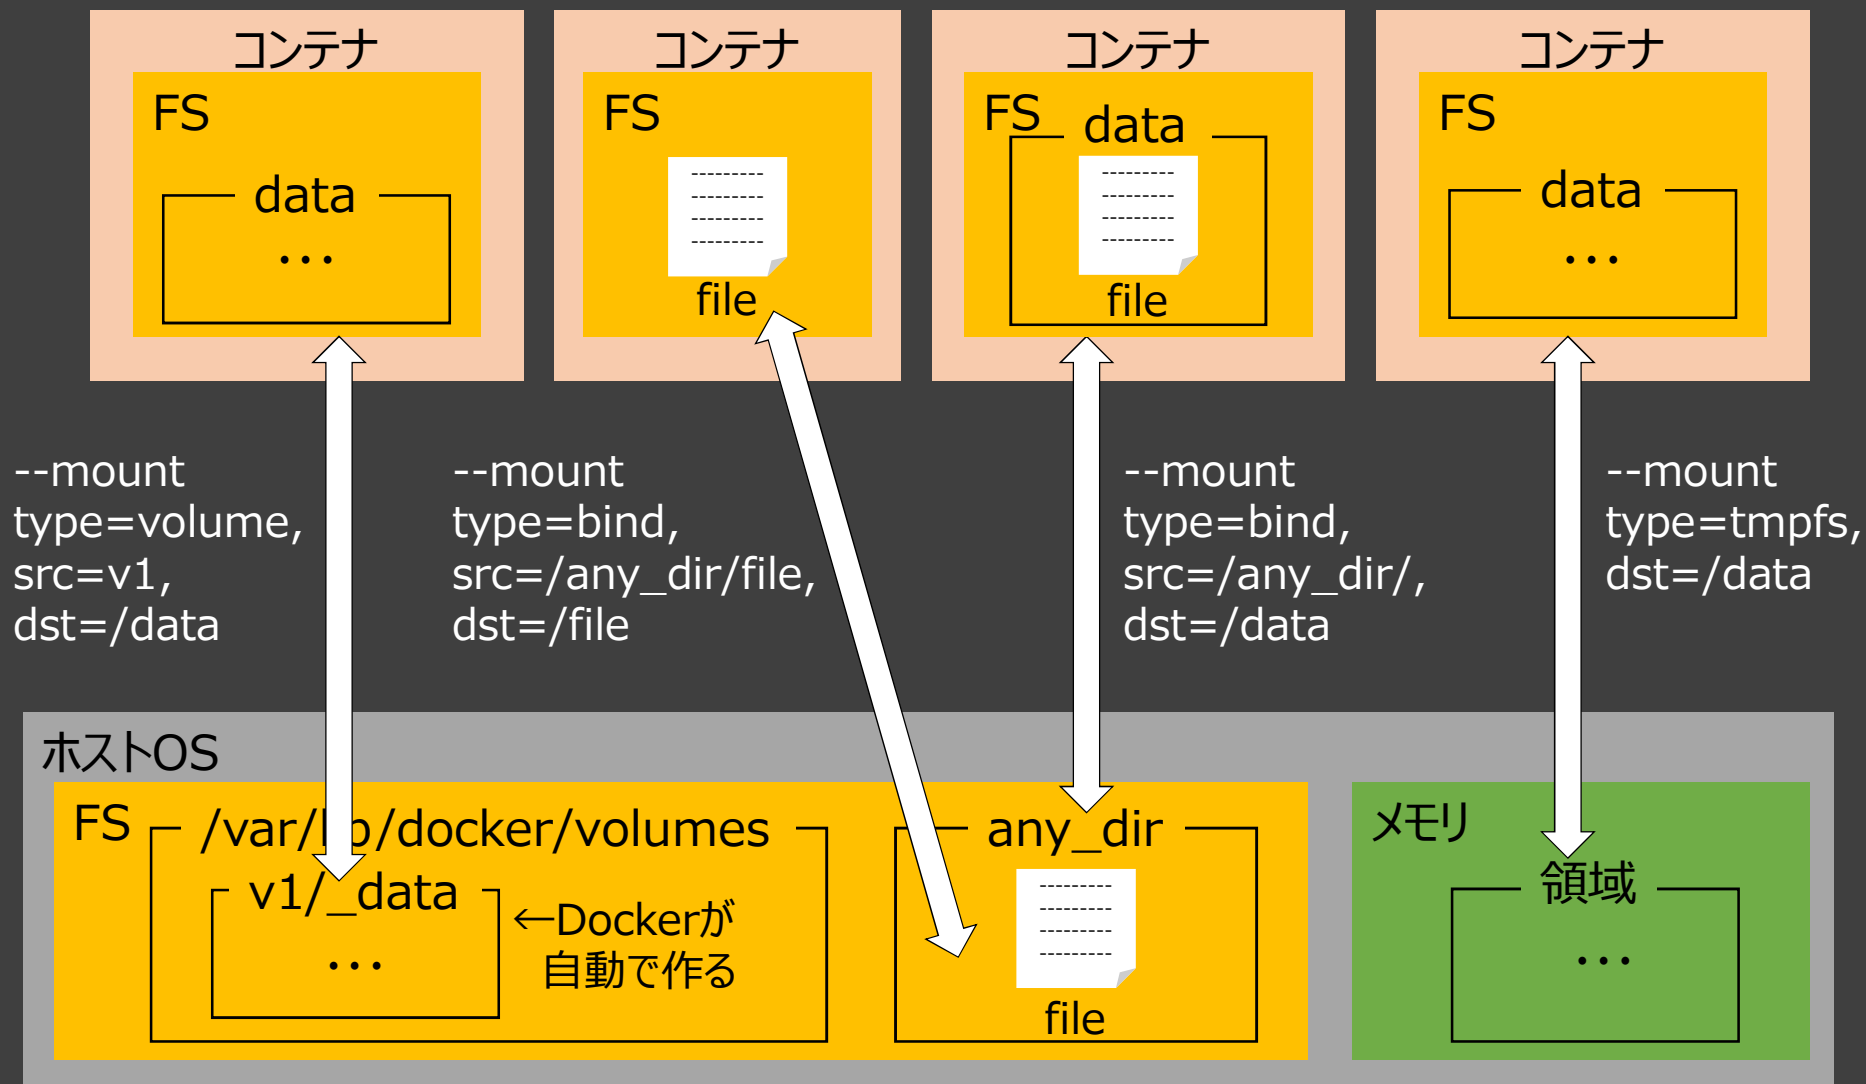 コンテナ
FS
data
…
コンテナ
FS
file
コンテナ
FS
data
file
コンテナ
FS
data
…
--mount
type=volume,
src=v1,
dst=/data
--mount
type=bind,
src=/any_dir/file,
dst=/file
--mount
type=bind,
src=/any_dir/,
dst=/data
--mount
type=tmpfs,
dst=/data
ホストOS
FS
/var/lib/docker/volumes
v1/_data
…
←Dockerが
自動で作る
any_dir
file
メモリ
領域
…